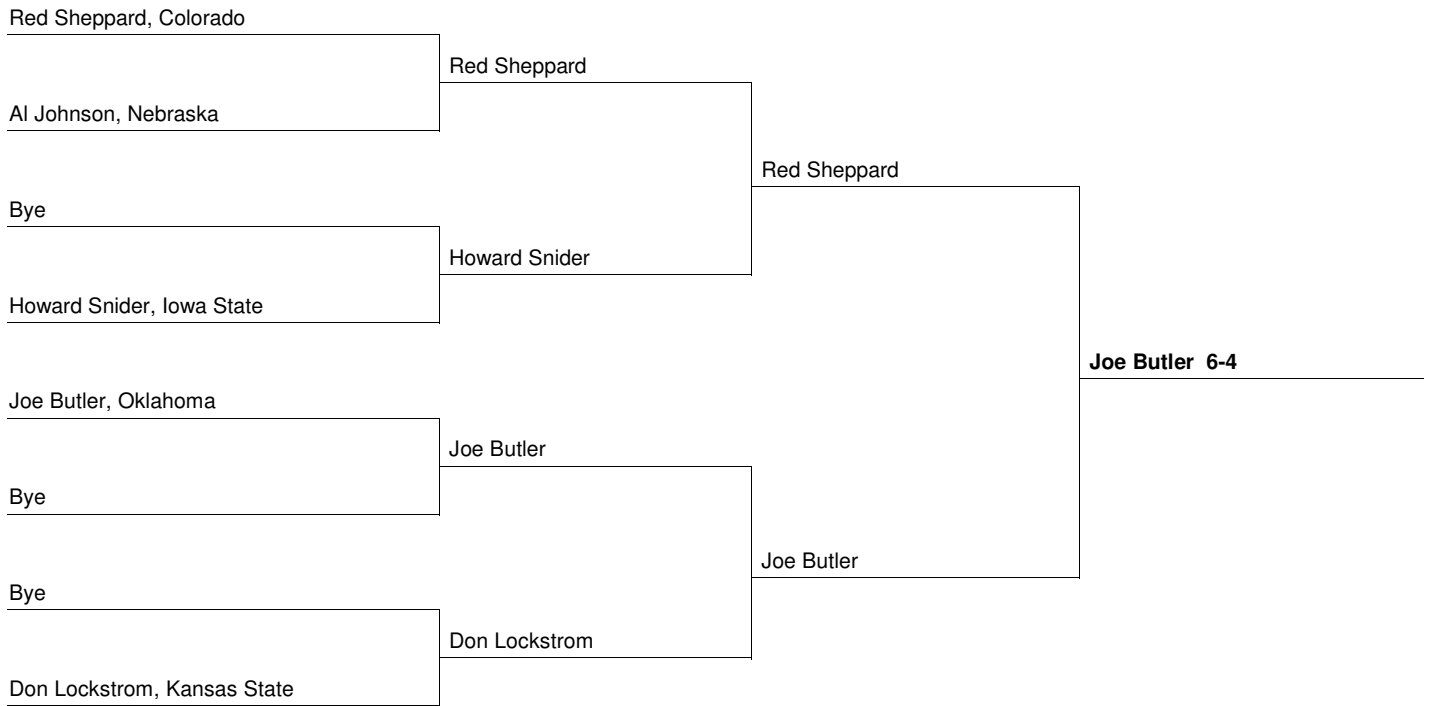 Red Sheppard, Colorado
Red Sheppard
Al Johnson, Nebraska
Red Sheppard
Bye
Howard Snider
Howard Snider, Iowa State
Joe Butler  6-4
Joe Butler, Oklahoma
Joe Butler
Bye
Joe Butler
Bye
Don Lockstrom
Don Lockstrom, Kansas State